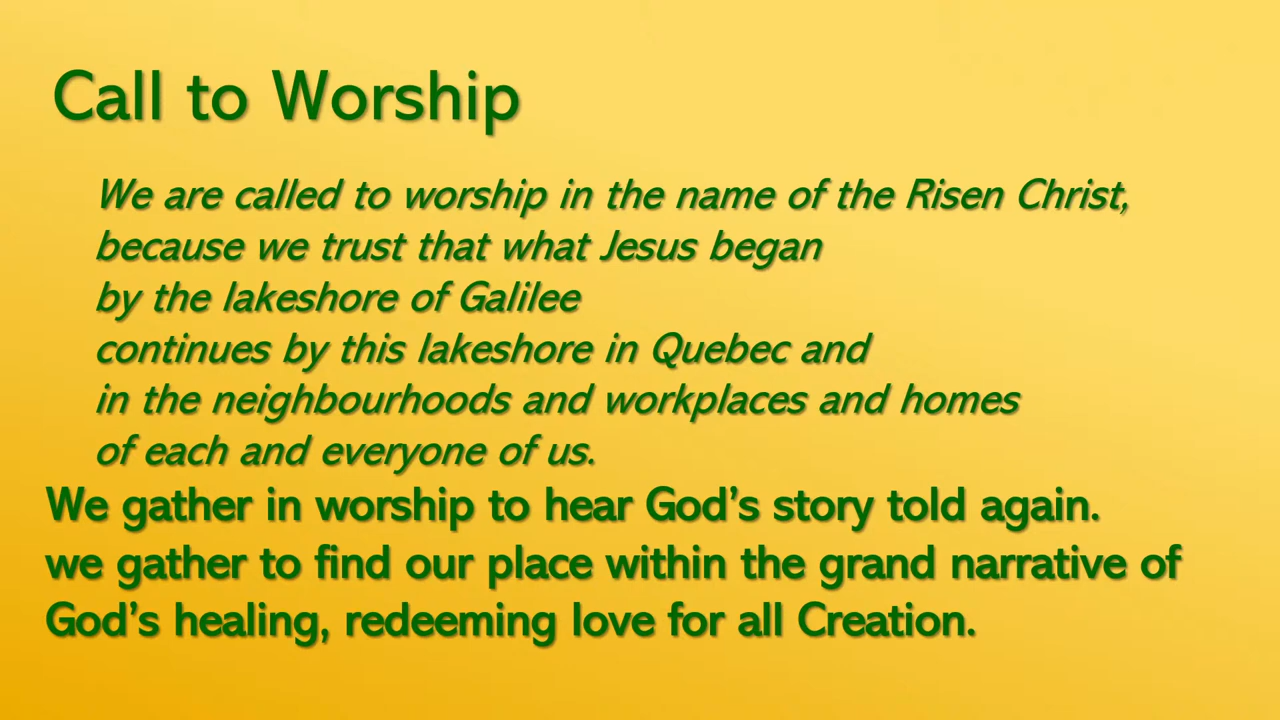 Call to Worship
We are called to worship in the name of the Risen Christ,
because we trust that what Jesus began
by the lakeshore of Galilee
continues by this lakeshore in Quebec and
in the neighbourhoods and workplaces and homes
of each and everyone of us.
We gather in worship to hear God’s story told again.
we gather to find our place within the grand narrative of
God’s healing, redeeming love for all Creation.